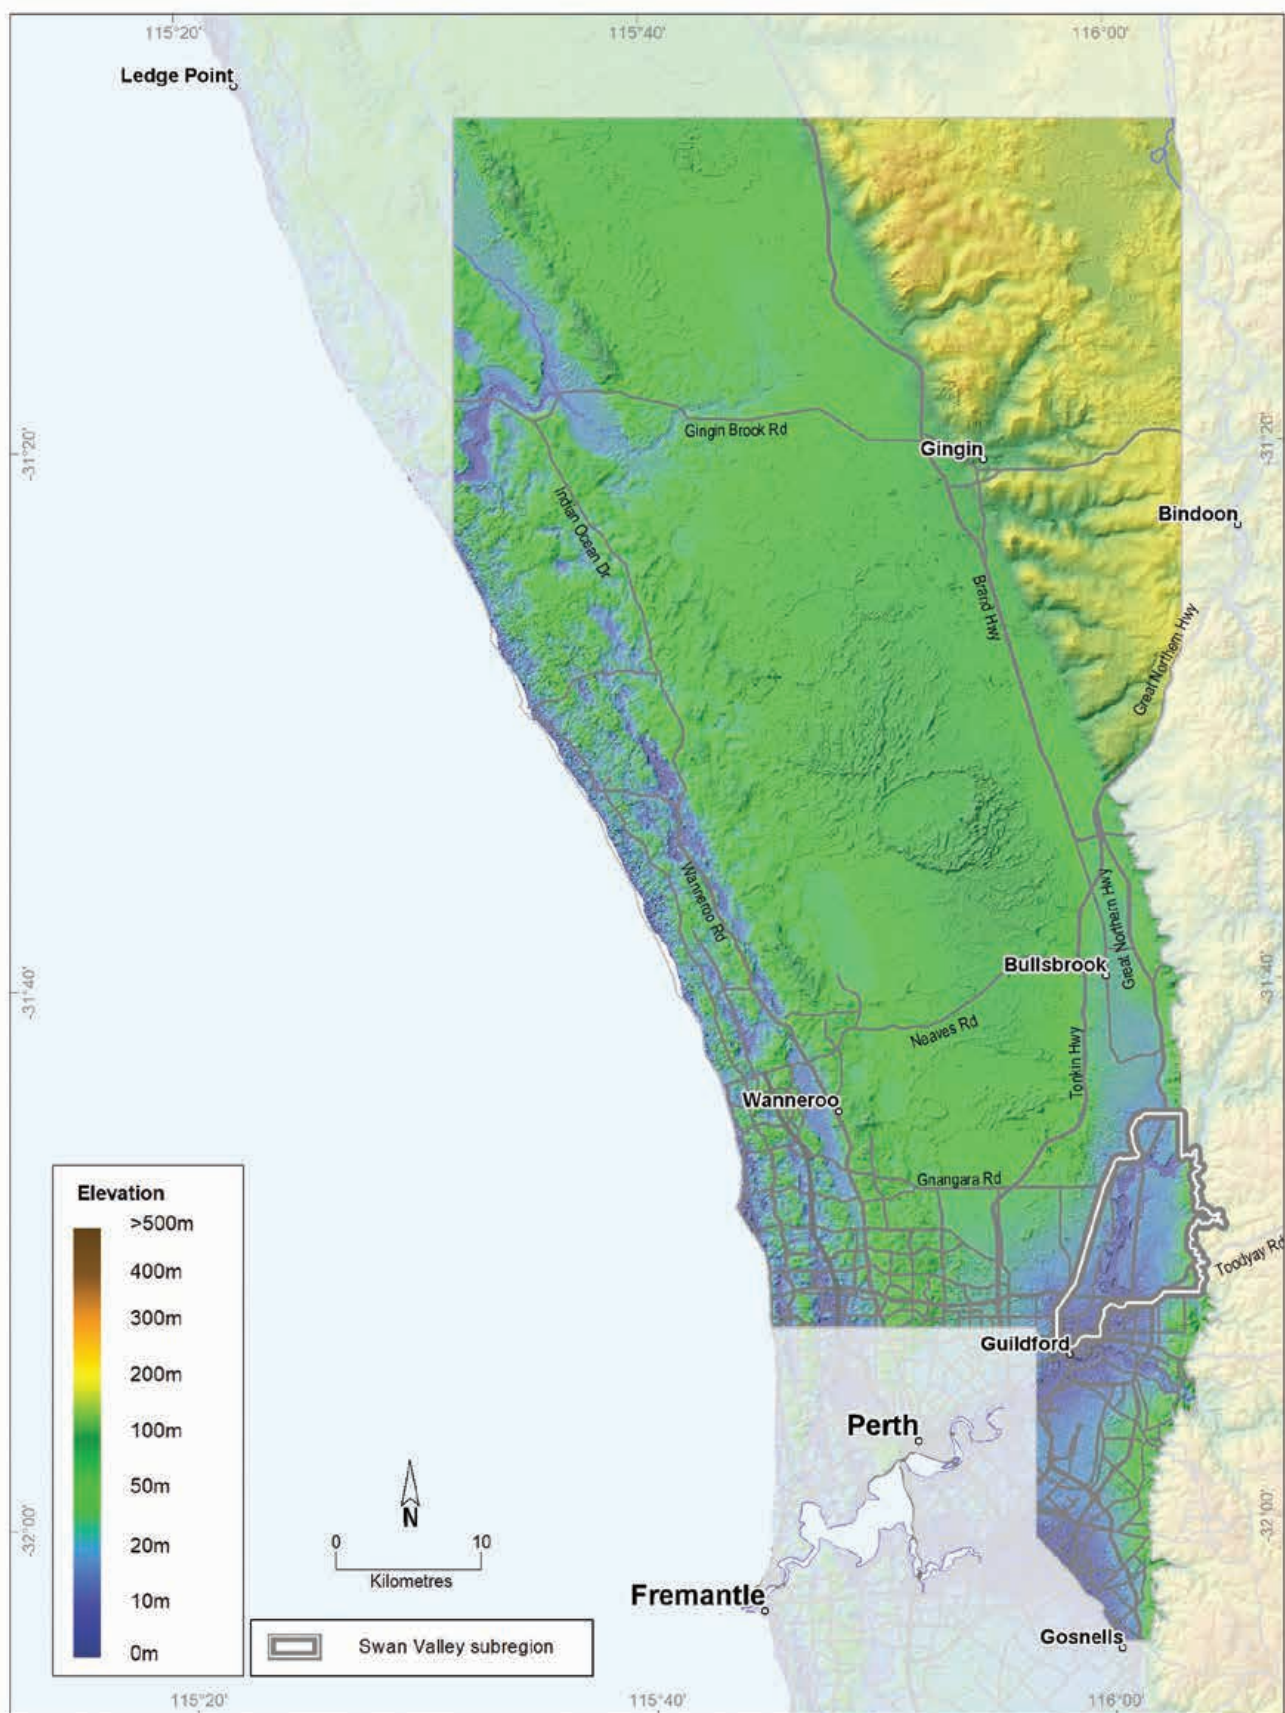 115°20' 115°40' 116°00'
Ledge Point
Gingin Brook Rd
-31°20' Gingin -31°20'
Indian Ocean Dr
Bindoon
Brand Hwy
Great Northern Hwy
Wanneroo Rd
Great Northern Hwy
Bullsbrook
-31°40' -31°40'
Neaves Rd
Tonkin Hwy
Wanneroo
Gnangara Rd
Toodyay Rd
Elevation
>500m
400m
300m
200m
100m
50m
20m
10m
0m
Guildford
Perth
N
0 10
Kilometres
-32°00' -32°00'
Fremantle
Swan Valley subregion
Gosnells
115°20' 115°40' 116°00'